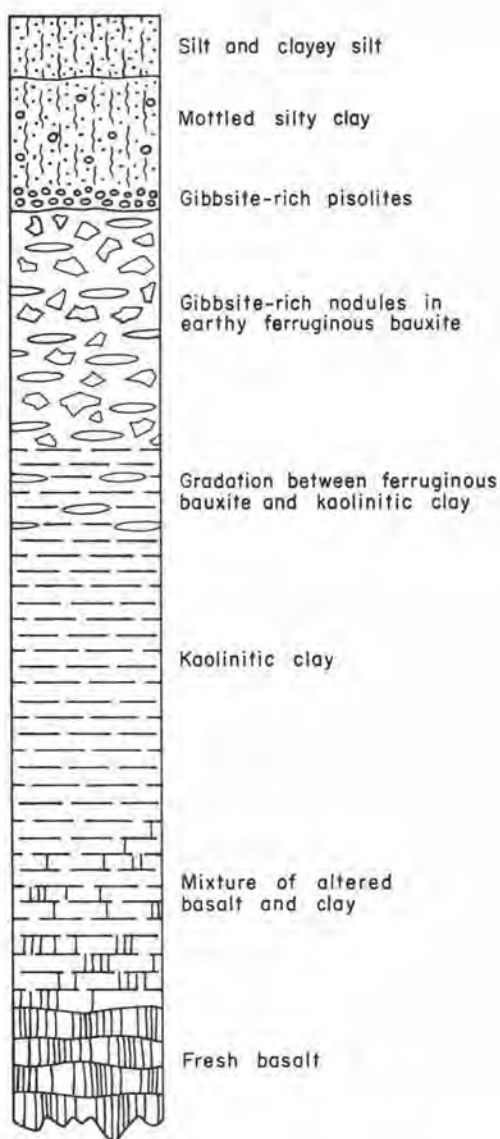 Silt and clayey silt
Mottled silty clay
Gibbsite-rich pisolites
Gibbsite-rich nodules in
earthy ferruginous bauxite
Gradation between ferruginous
bauxite and kaolinitic clay
Kaolinitic clay
Mixture of altered
basalt and clay
Fresh basalt